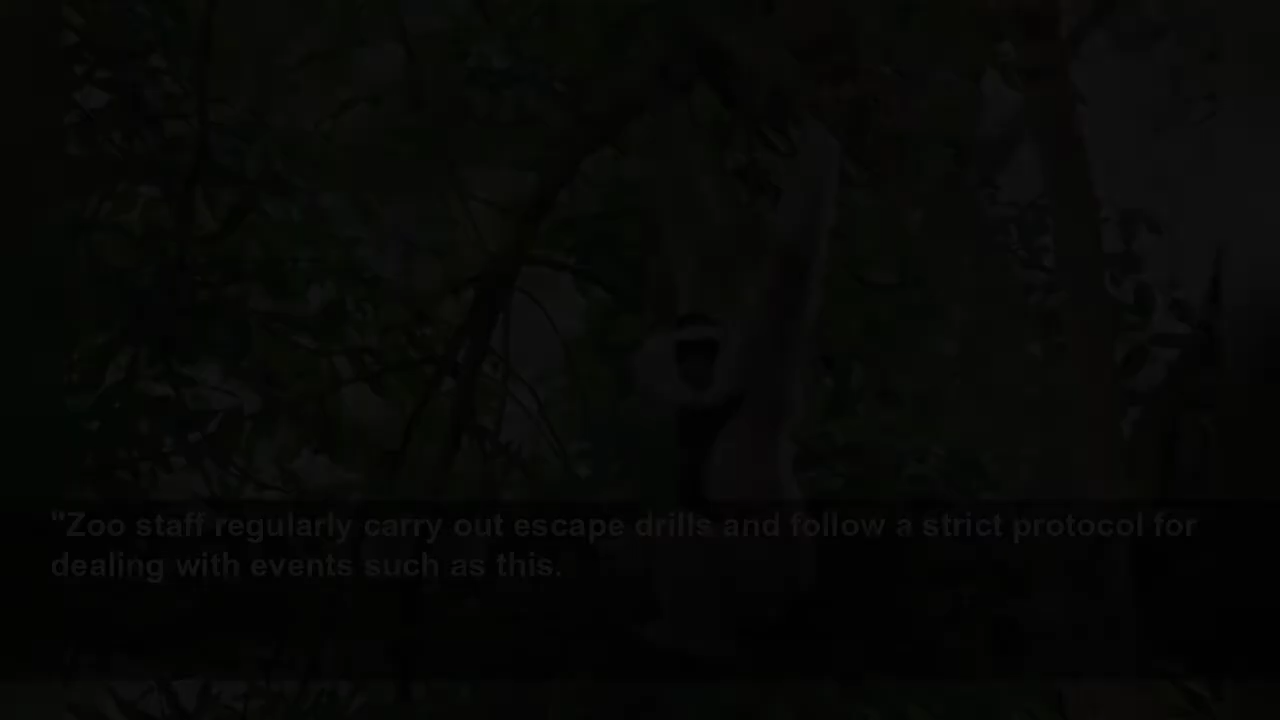 "Zoo staff regularly carry out escape drills and follow a strict protocol for
dealing with events such as this.